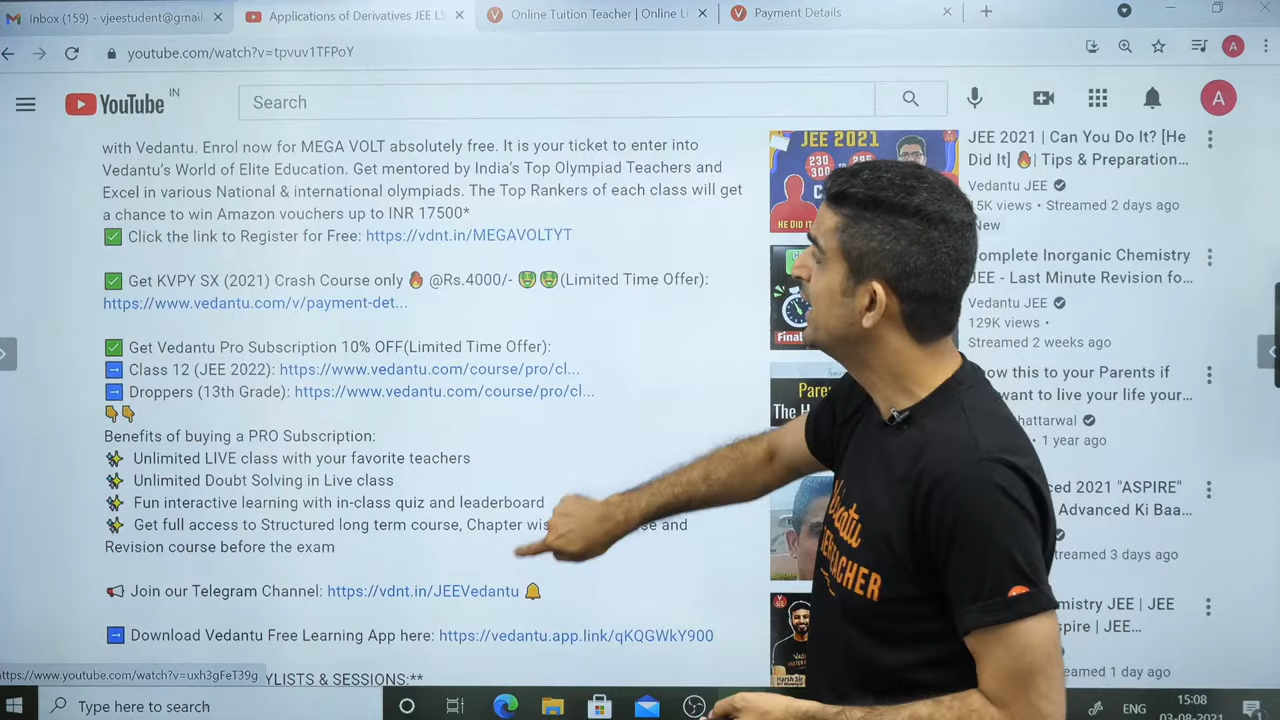 Inbox (159) - vjeestudent@gmail
Applications of Derivatives JEE L5
Online Tuition Teacher | Online Li
Payment Details
youtube.com/watch?v=tpvuv1TFPoY
A
YouTube IN
Search
A
with Vedantu. Enrol now for MEGA VOLT absolutely free. It is your ticket to enter into
Vedantu's World of Elite Education. Get mentored by India's Top Olympiad Teachers and
Excel in various National & international olympiads. The Top Rankers of each class will get
a chance to win Amazon vouchers up to INR 17500*
Click the link to Register for Free: https://vdnt.in/MEGAVOLTYT
Get KVPY SX (2021) Crash Course only @Rs.4000/- (Limited Time Offer):
https://www.vedantu.com/v/payment-det...
Get Vedantu Pro Subscription 10% OFF(Limited Time Offer):
Class 12 (JEE 2022): https://www.vedantu.com/course/pro/cl...
Droppers (13th Grade): https://www.vedantu.com/course/pro/cl...
Benefits of buying a PRO Subscription:
Unlimited LIVE class with your favorite teachers
Unlimited Doubt Solving in Live class
Fun interactive learning with in-class quiz and leaderboard
Get full access to Structured long term course, Chapter wis se and
Revision course before the exam
Join our Telegram Channel: https://vdnt.in/JEEVedantu
Download Vedantu Free Learning App here: https://vedantu.app.link/qKQGWkY900
YLISTS & SESSIONS:**
https://www.youtube.com/watch?v=nxh3gFeT39g
JEE 2021
230
300
HE DID IT
JEE 2021 | Can You Do It? [He
Did It] | Tips & Preparation...
Vedantu JEE
15K views • Streamed 2 days ago
New
Final
omplete Inorganic Chemistry
JEE - Last Minute Revision fo...
Vedantu JEE
129K views •
Streamed 2 weeks ago
Pare
The H
how this to your Parents if
want to live your life your...
hattarwal
• 1 year ago
ced 2021 "ASPIRE"
Advanced Ki Baa...
treamed 3 days ago
Harsh Sir
mistry JEE | JEE
spire | JEE...
eamed 1 day ago
Vedantu
TEACHER
Type here to search
ENG
15:08
03-08-2021